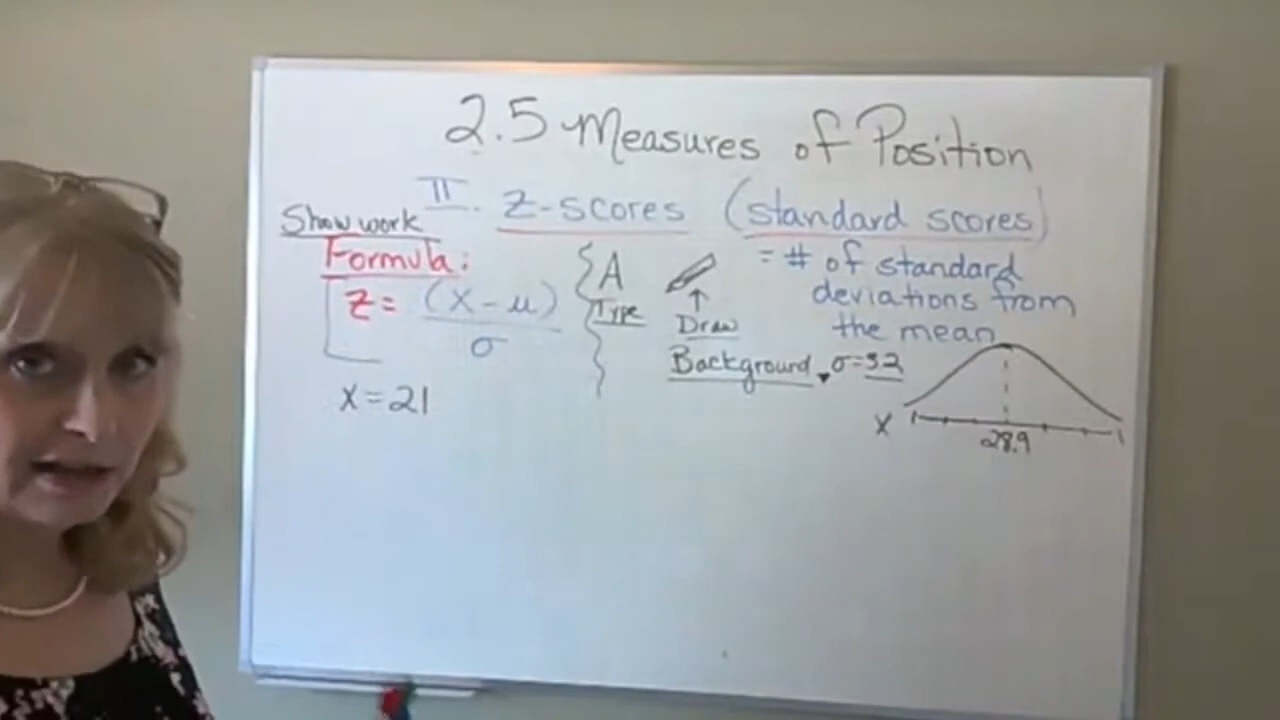 2.5 Measures of Position
II. Z-scores (standard scores)
= # of standard
deviations from
the mean
Show work
Formula:
z = (x - μ)
σ
x = 21
A
Type
Draw
Background
σ=3.2
X
28.9